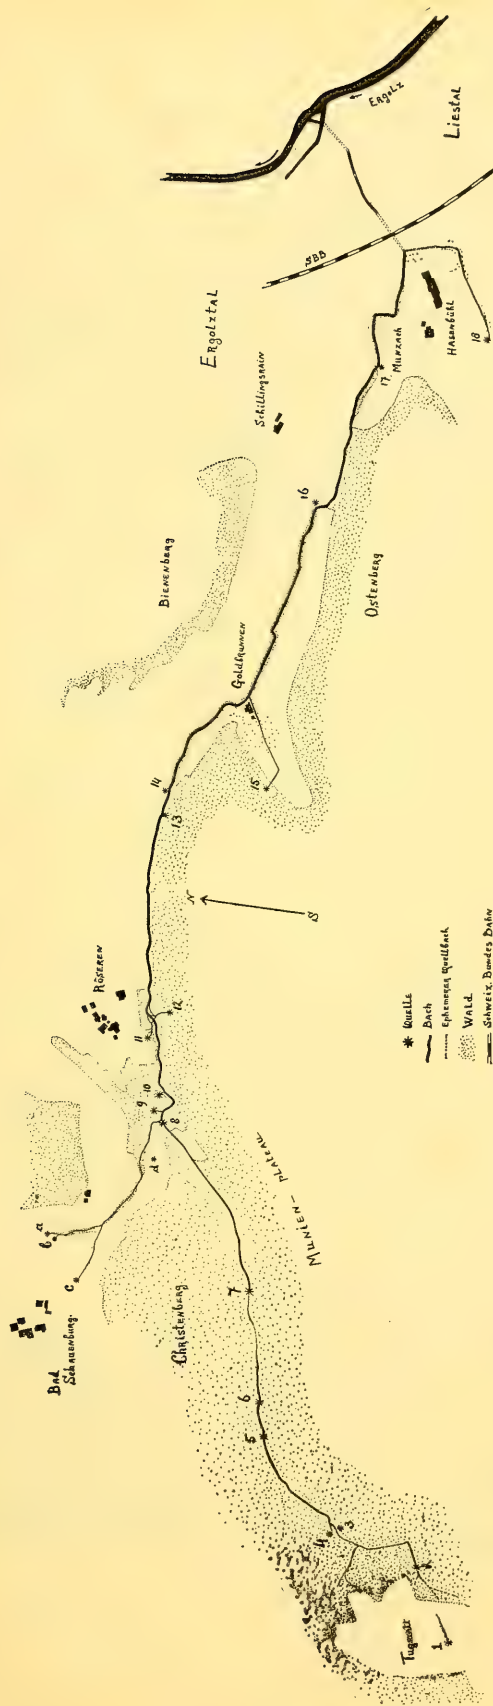 Bad
Schauenburg.
b a
c
d
Röseren
Bienenberg
Ergolztal
Schillingsrain
SBB
Ergolz
Liestal
Goldbrunnen
Christenberg
Munien-Plateau
Ostenberg
Munzach
Hasenbühl
1
2
3
4
5
6
7
8
9
10
11
12
13
14
15
16
17.
18
N
S
Quelle
Bach
Ephemerer Quellbach
Wald.
Schweiz. Bundes Bahn